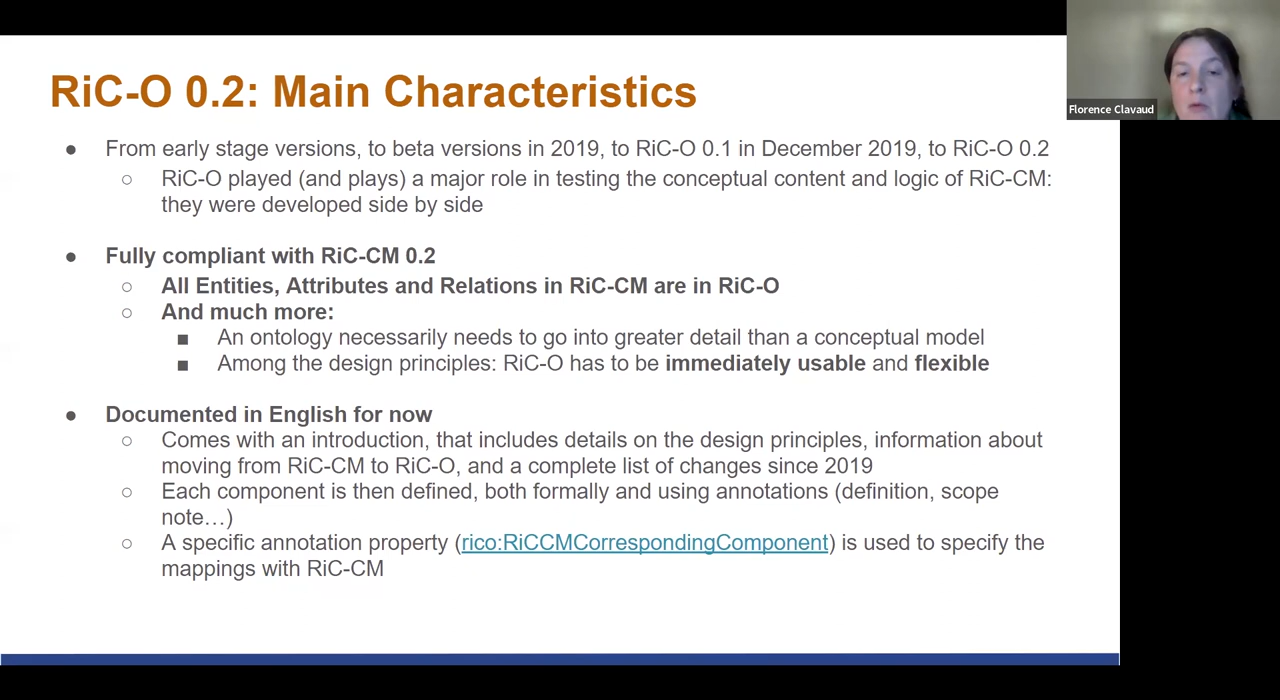 RiC-O 0.2: Main Characteristics
Florence Clavaud
● From early stage versions, to beta versions in 2019, to RiC-O 0.1 in December 2019, to RiC-O 0.2
○ RiC-O played (and plays) a major role in testing the conceptual content and logic of RiC-CM:
they were developed side by side
● Fully compliant with RiC-CM 0.2
○ All Entities, Attributes and Relations in RiC-CM are in RiC-O
○ And much more:
■ An ontology necessarily needs to go into greater detail than a conceptual model
■ Among the design principles: RiC-O has to be immediately usable and flexible
● Documented in English for now
○ Comes with an introduction, that includes details on the design principles, information about
moving from RiC-CM to RiC-O, and a complete list of changes since 2019
○ Each component is then defined, both formally and using annotations (definition, scope
note…)
○ A specific annotation property (rico:RiCCMCorrespondingComponent) is used to specify the
mappings with RiC-CM